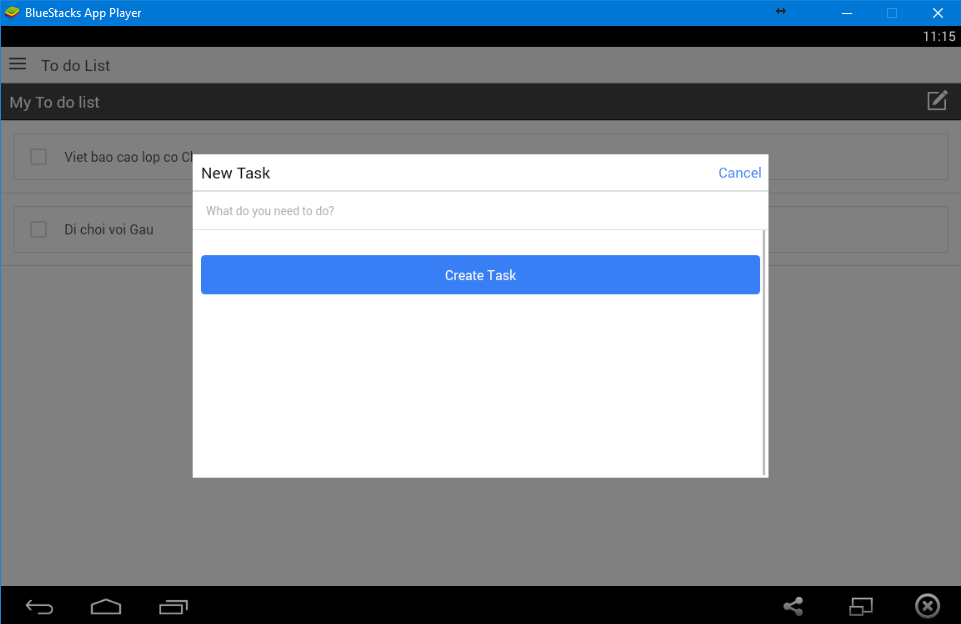 BlueStacks App Player
11:15
To do List
My To do list
Viet bao cao lop co
New Task
Cancel
What do you need to do?
Di choi voi Gau
Create Task